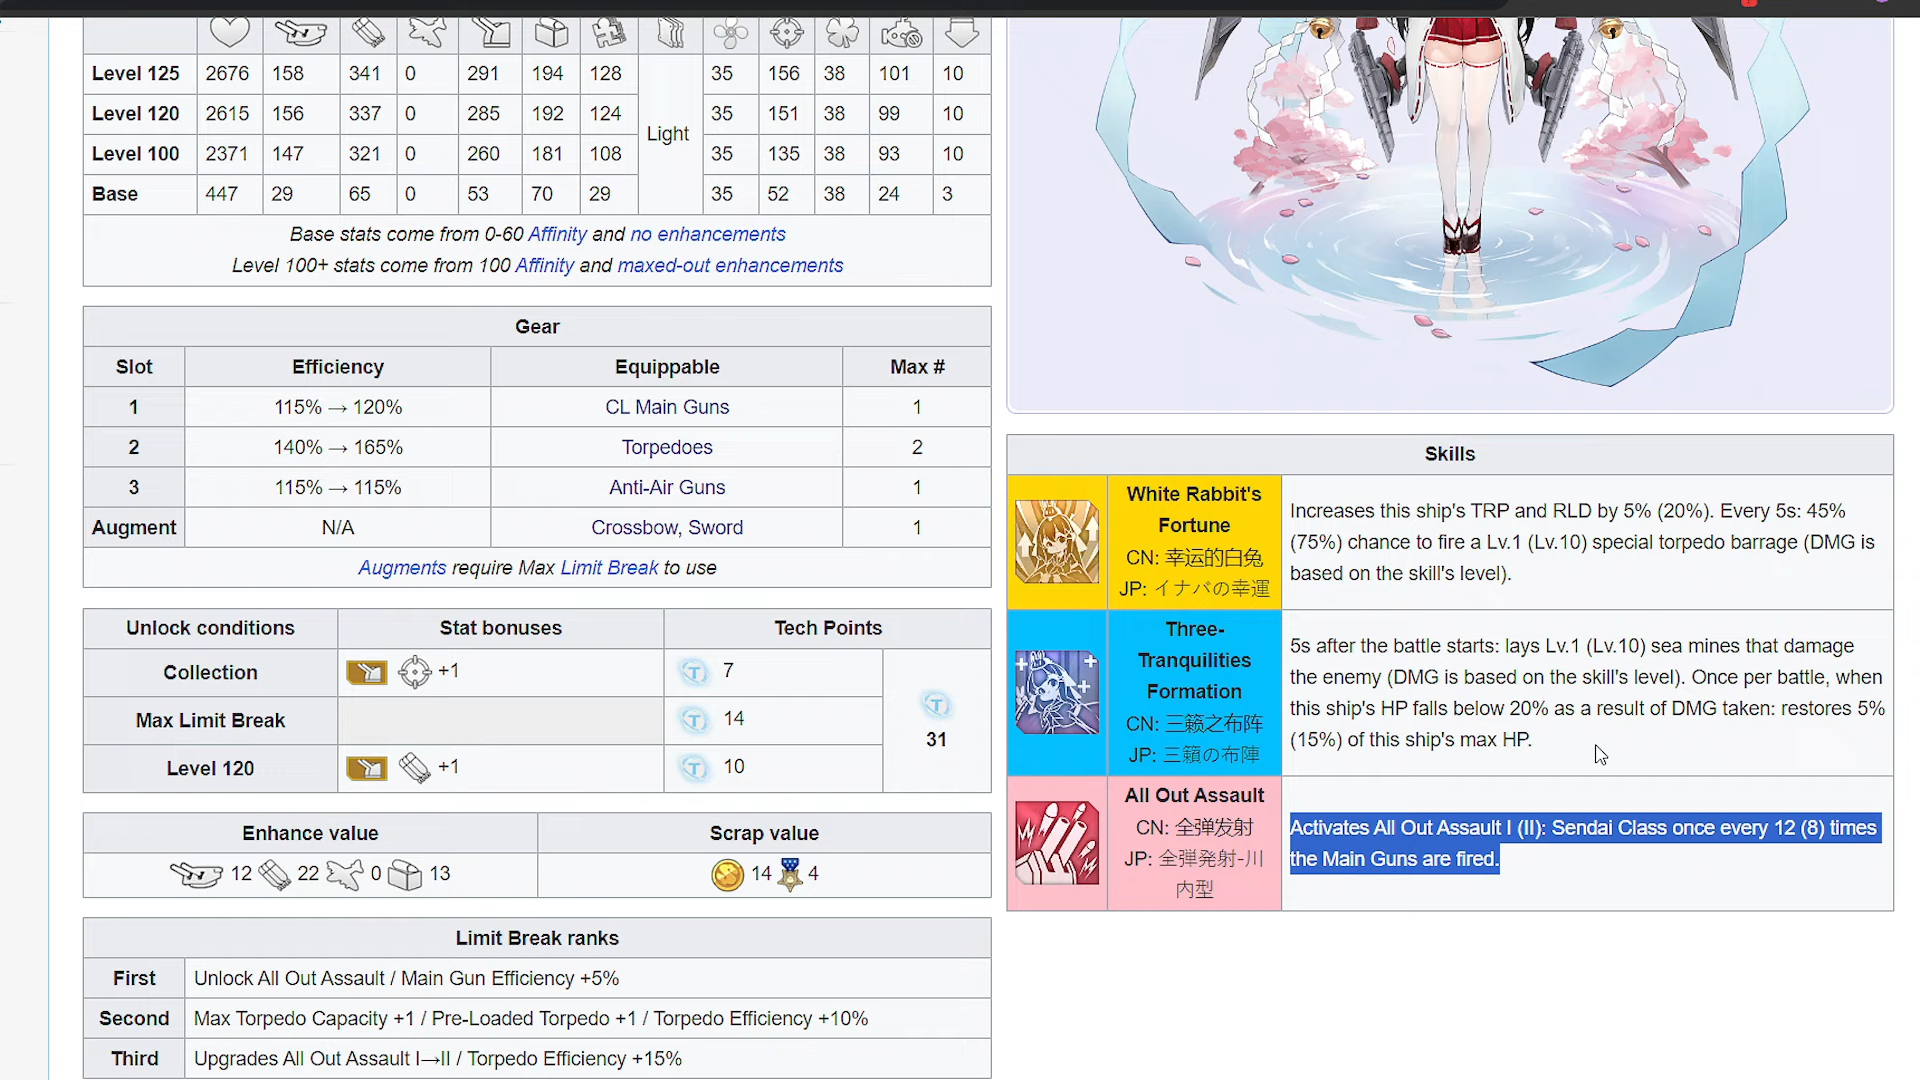 Level 125 2676 158 341 0 291 194 128 Light 35 156 38 101 10
Level 120 2615 156 337 0 285 192 124 35 151 38 99 10
Level 100 2371 147 321 0 260 181 108 35 135 38 93 10
Base 447 29 65 0 53 70 29 35 52 38 24 3
Base stats come from 0-60 Affinity and no enhancements
Level 100+ stats come from 100 Affinity and maxed-out enhancements
Gear
Slot Efficiency Equippable Max #
1 115% → 120% CL Main Guns 1
2 140% → 165% Torpedoes 2
3 115% → 115% Anti-Air Guns 1
Augment N/A Crossbow, Sword 1
Augments require Max Limit Break to use
Unlock conditions Stat bonuses Tech Points
Collection +1 T 7
Max Limit Break T 14
Level 120 +1 T 10
T
31
Enhance value Scrap value
12 22 0 13 14 4
Limit Break ranks
First Unlock All Out Assault / Main Gun Efficiency +5%
Second Max Torpedo Capacity +1 / Pre-Loaded Torpedo +1 / Torpedo Efficiency +10%
Third Upgrades All Out Assault I→II / Torpedo Efficiency +15%
Skills
White Rabbit's
Fortune
CN: 幸运的白兔
JP: イナバの幸運
Increases this ship's TRP and RLD by 5% (20%). Every 5s: 45%
(75%) chance to fire a Lv.1 (Lv.10) special torpedo barrage (DMG is
based on the skill's level).
Three-
Tranquilities
Formation
CN: 三籁之布阵
JP: 三籟の布陣
5s after the battle starts: lays Lv.1 (Lv.10) sea mines that damage
the enemy (DMG is based on the skill's level). Once per battle, when
this ship's HP falls below 20% as a result of DMG taken: restores 5%
(15%) of this ship's max HP.
All Out Assault
CN: 全弹发射
JP: 全弾発射-川
内型
Activates All Out Assault I (II): Sendai Class once every 12 (8) times
the Main Guns are fired.